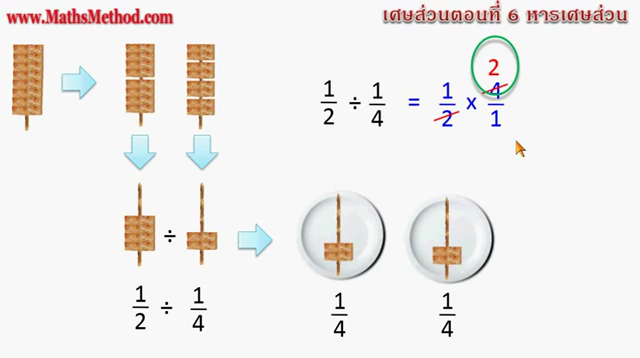 www.MathsMethod.com
เศษส่วนตอนที่ 6 หารเศษส่วน
1/2 ÷ 1/4 = 1/2 x 4/1
2
÷
1/2 ÷ 1/4
1/4
1/4